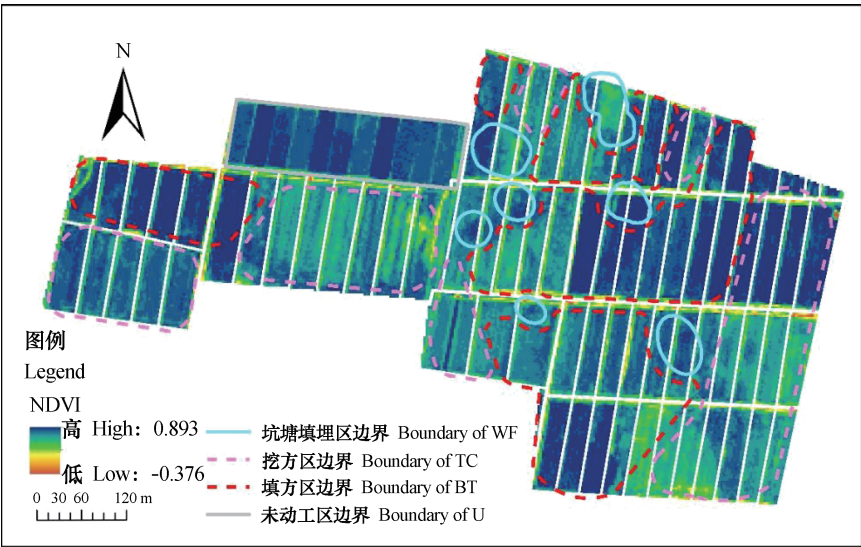 N
图例
Legend
NDVI
高 High: 0.893
低 Low: -0.376
0 30 60 120 m
坑塘填埋区边界 Boundary of WF
挖方区边界 Boundary of TC
填方区边界 Boundary of BT
未动工区边界 Boundary of U